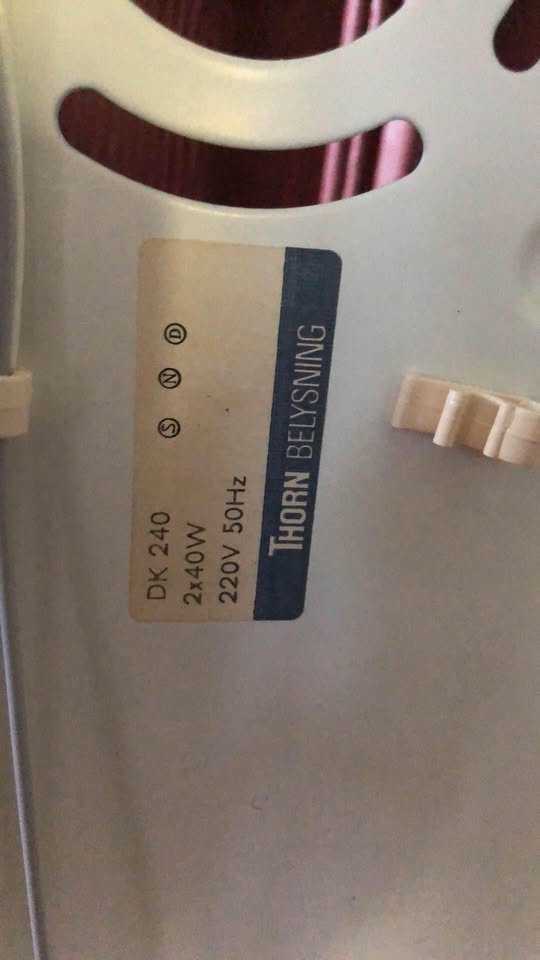 DK 240
2x40W
220V 50Hz
Ⓢ Ⓝ Ⓓ
THORN BELYSNING